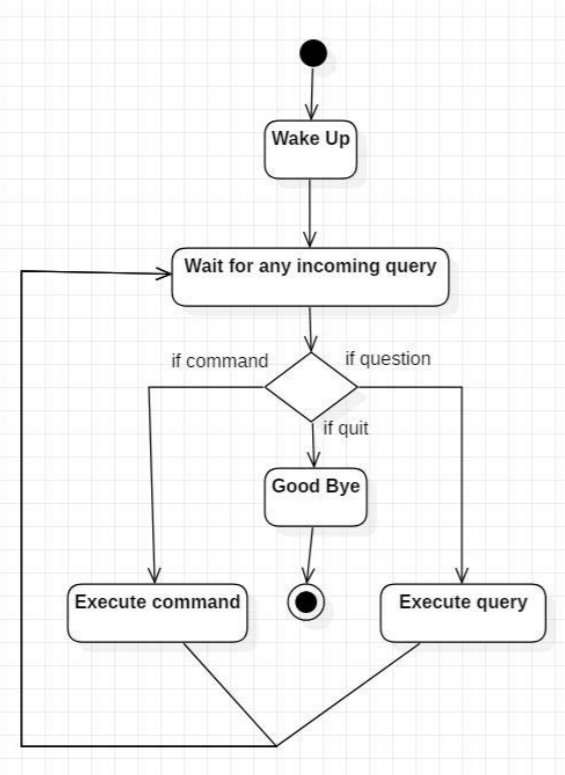 Wake Up
Wait for any incoming query
if command
if question
if quit
Good Bye
Execute command
Execute query